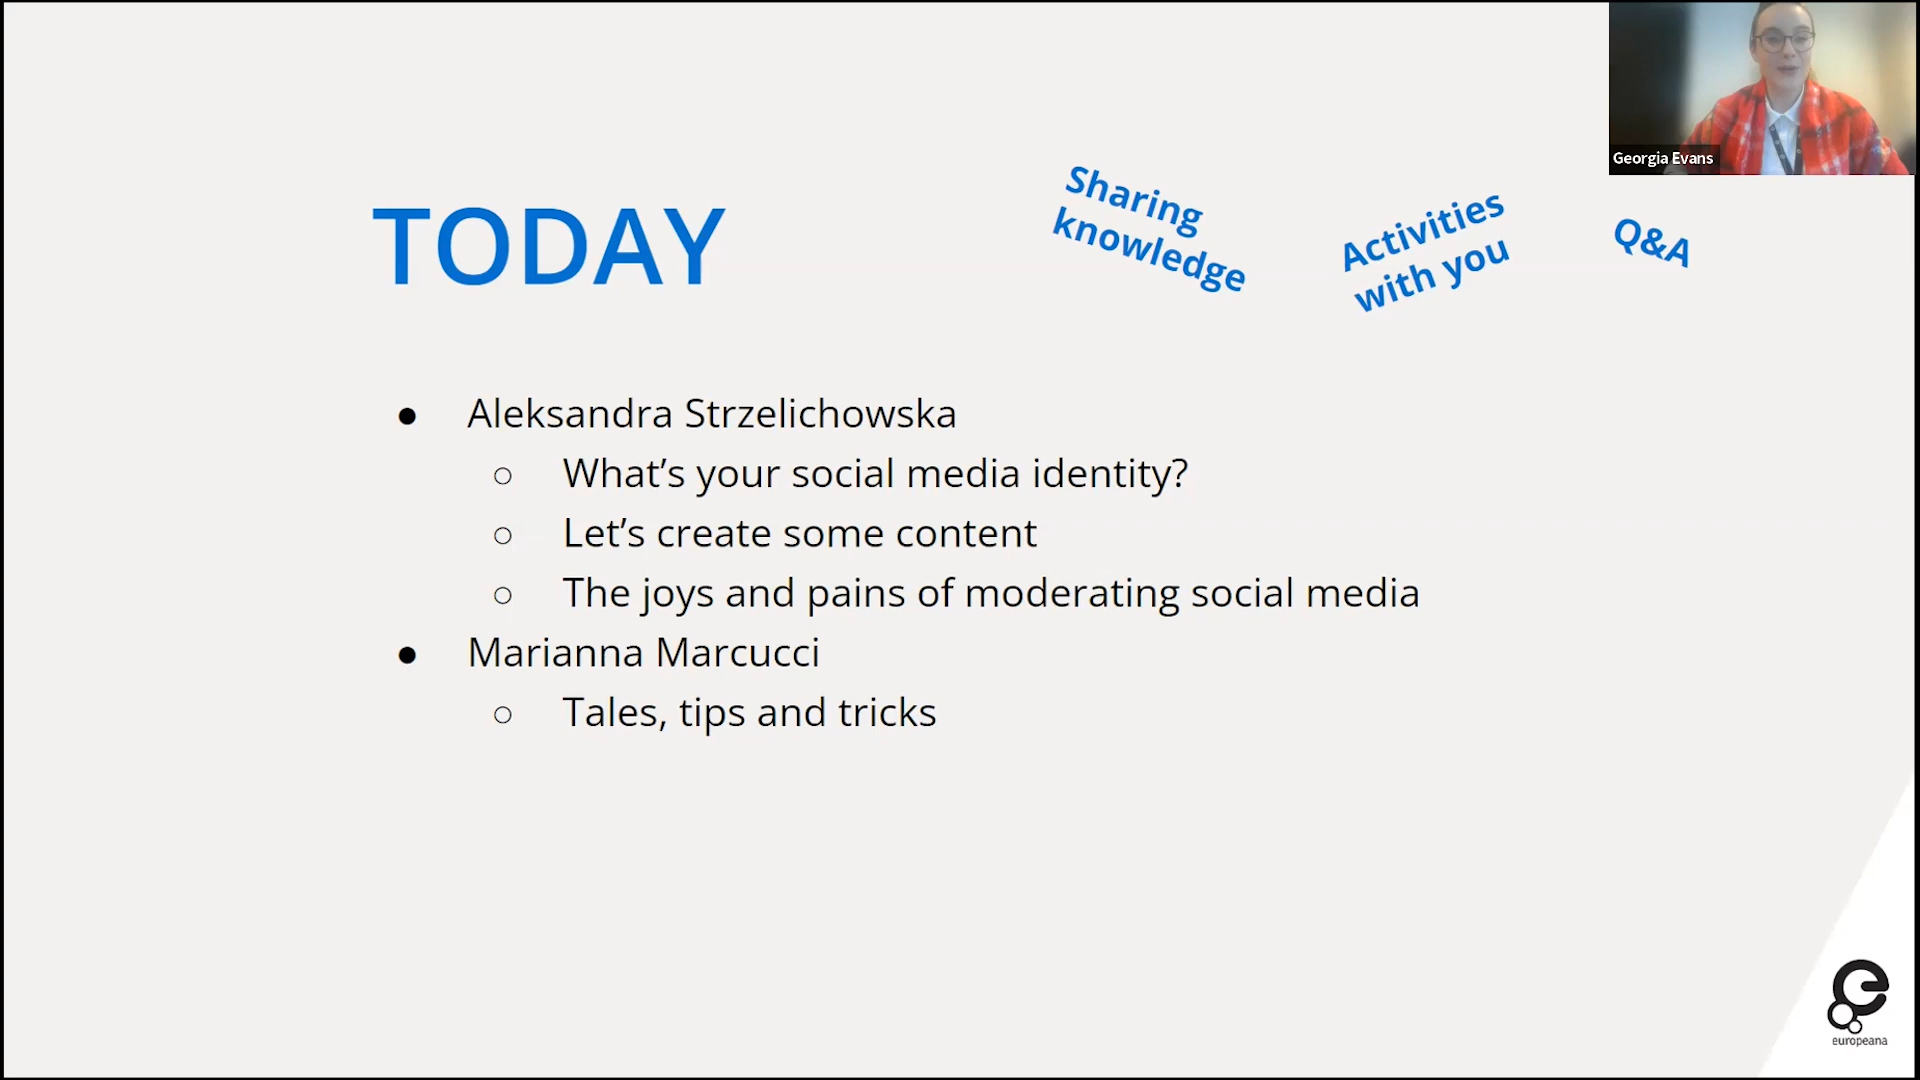 Georgia Evans
TODAY
Sharing
knowledge
Activities
with you
Q&A
● Aleksandra Strzelichowska
○ What’s your social media identity?
○ Let’s create some content
○ The joys and pains of moderating social media
● Marianna Marcucci
○ Tales, tips and tricks
europeana